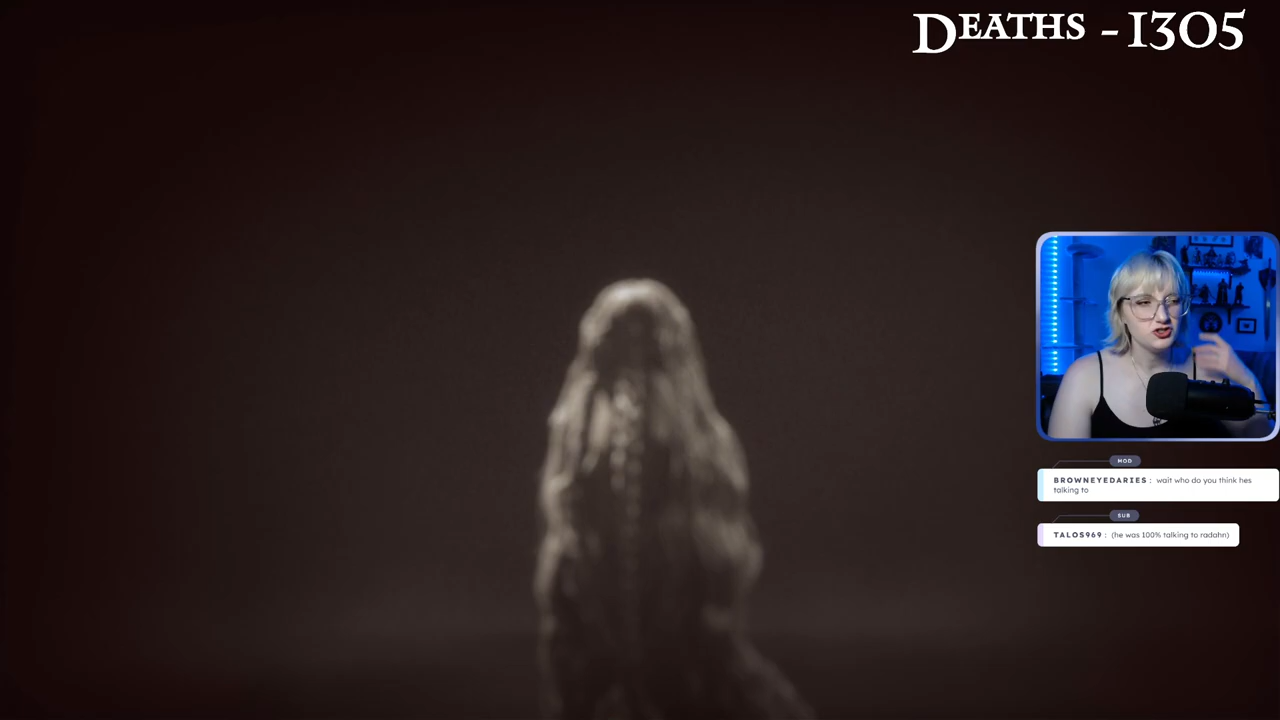 DEATHS - 1305
MOD
BROWNEYEDARIES : wait who do you think hes
talking to
SUB
TALOS969 : (he was 100% talking to radahn)